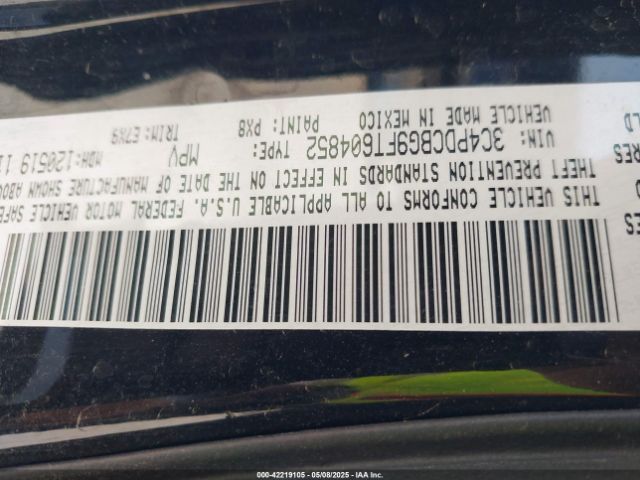 THIS VEHICLE CONFORMS TO ALL APPLICABLE U.S.A. FEDERAL MOTOR VEHICLE
THEFT PREVENTION STANDARDS IN EFFECT ON THE DATE OF MANUFACTURE SHOWN
VIN: 3C4PDCBG9FT604852 TYPE: MPV MDH: 120519
VEHICLE MADE IN MEXICO PAINT: PX8 TRIM: E7X9
000-42219105 - 05/08/2025 - IAA Inc.